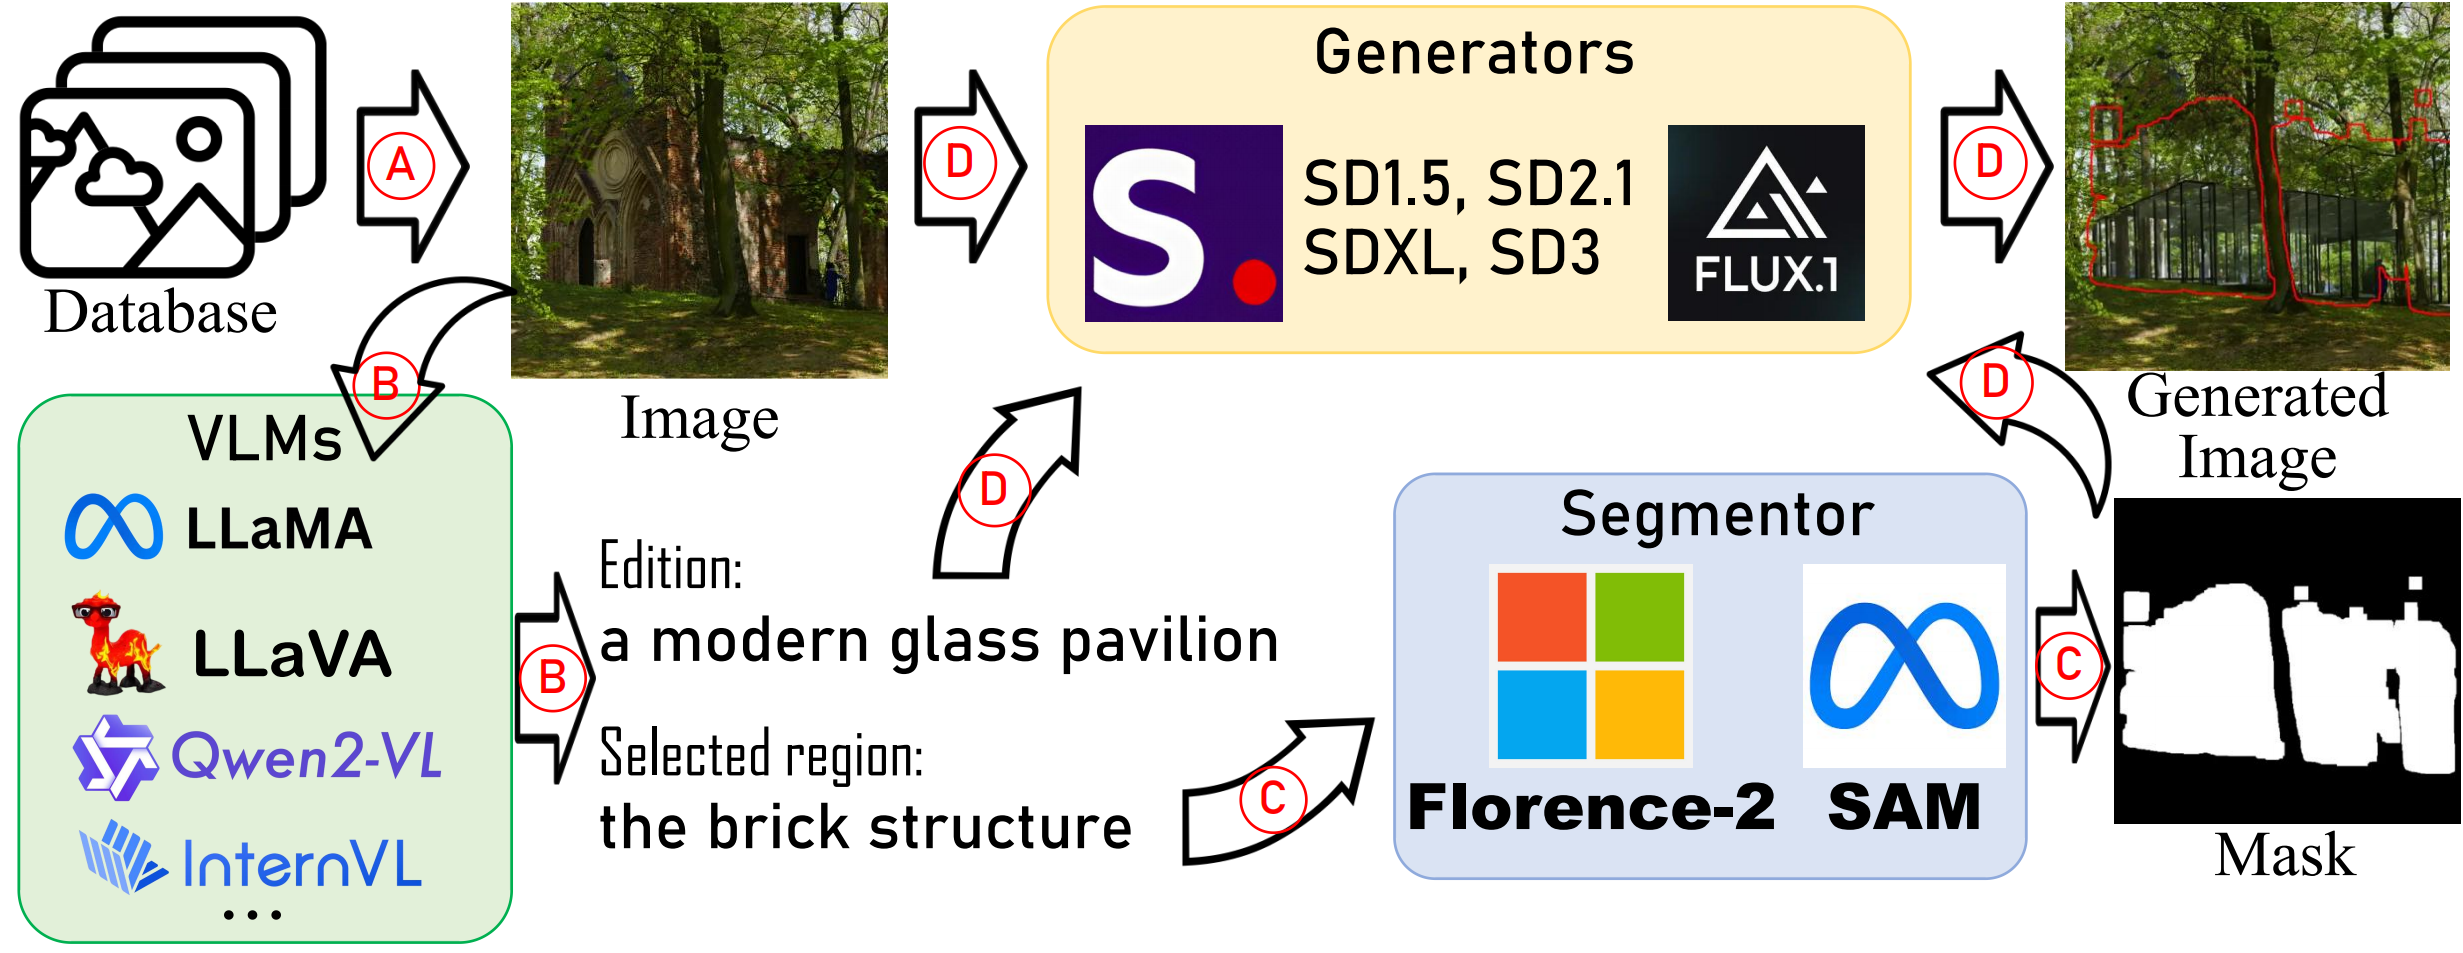 Database
A
Image
D
Generators
S.
SD1.5, SD2.1
SDXL, SD3
FLUX.1
D
Generated
Image
B
VLMs
LLaMA
LLaVA
Qwen2-VL
InternVL
...
B
Edition:
a modern glass pavilion
Selected region:
the brick structure
D
C
Segmentor
Florence-2
SAM
C
Mask
D